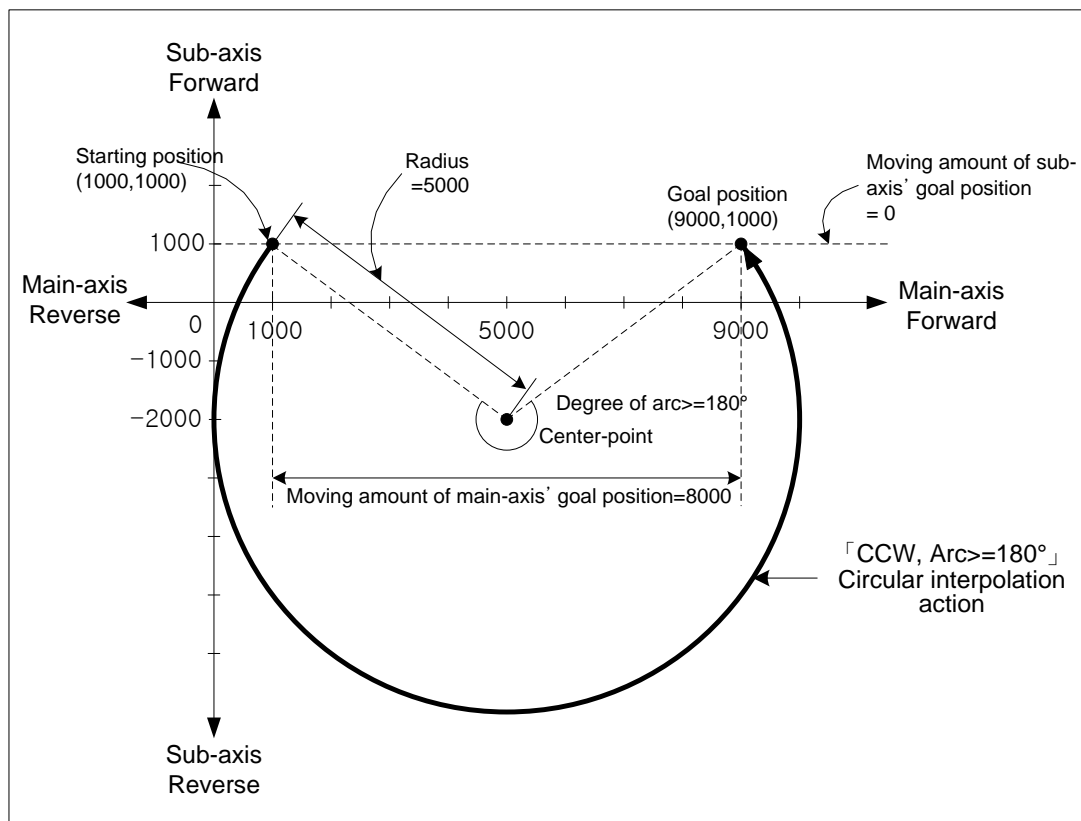 Sub-axis
Forward
Starting position
(1000,1000)
Radius
=5000
Goal position
(9000,1000)
Moving amount of sub-
axis’ goal position
= 0
1000
Main-axis
Reverse
0
1000
5000
9000
Main-axis
Forward
−1000
−2000
Degree of arc>=180°
Center-point
Moving amount of main-axis’ goal position=8000
「CCW, Arc>=180°」
Circular interpolation
action
Sub-axis
Reverse